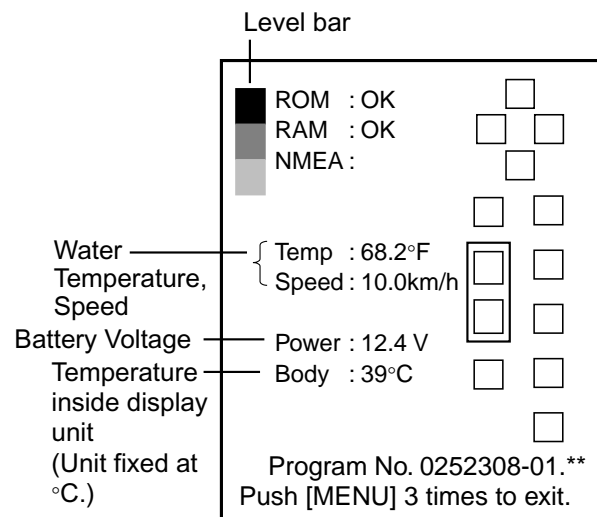 Level bar
ROM : OK
RAM : OK
NMEA :
Water
Temperature,
Speed
Temp : 68.2°F
Speed : 10.0km/h
Battery Voltage
Power : 12.4 V
Temperature
inside display
unit
(Unit fixed at
°C.)
Body : 39°C
Program No. 0252308-01.**
Push [MENU] 3 times to exit.